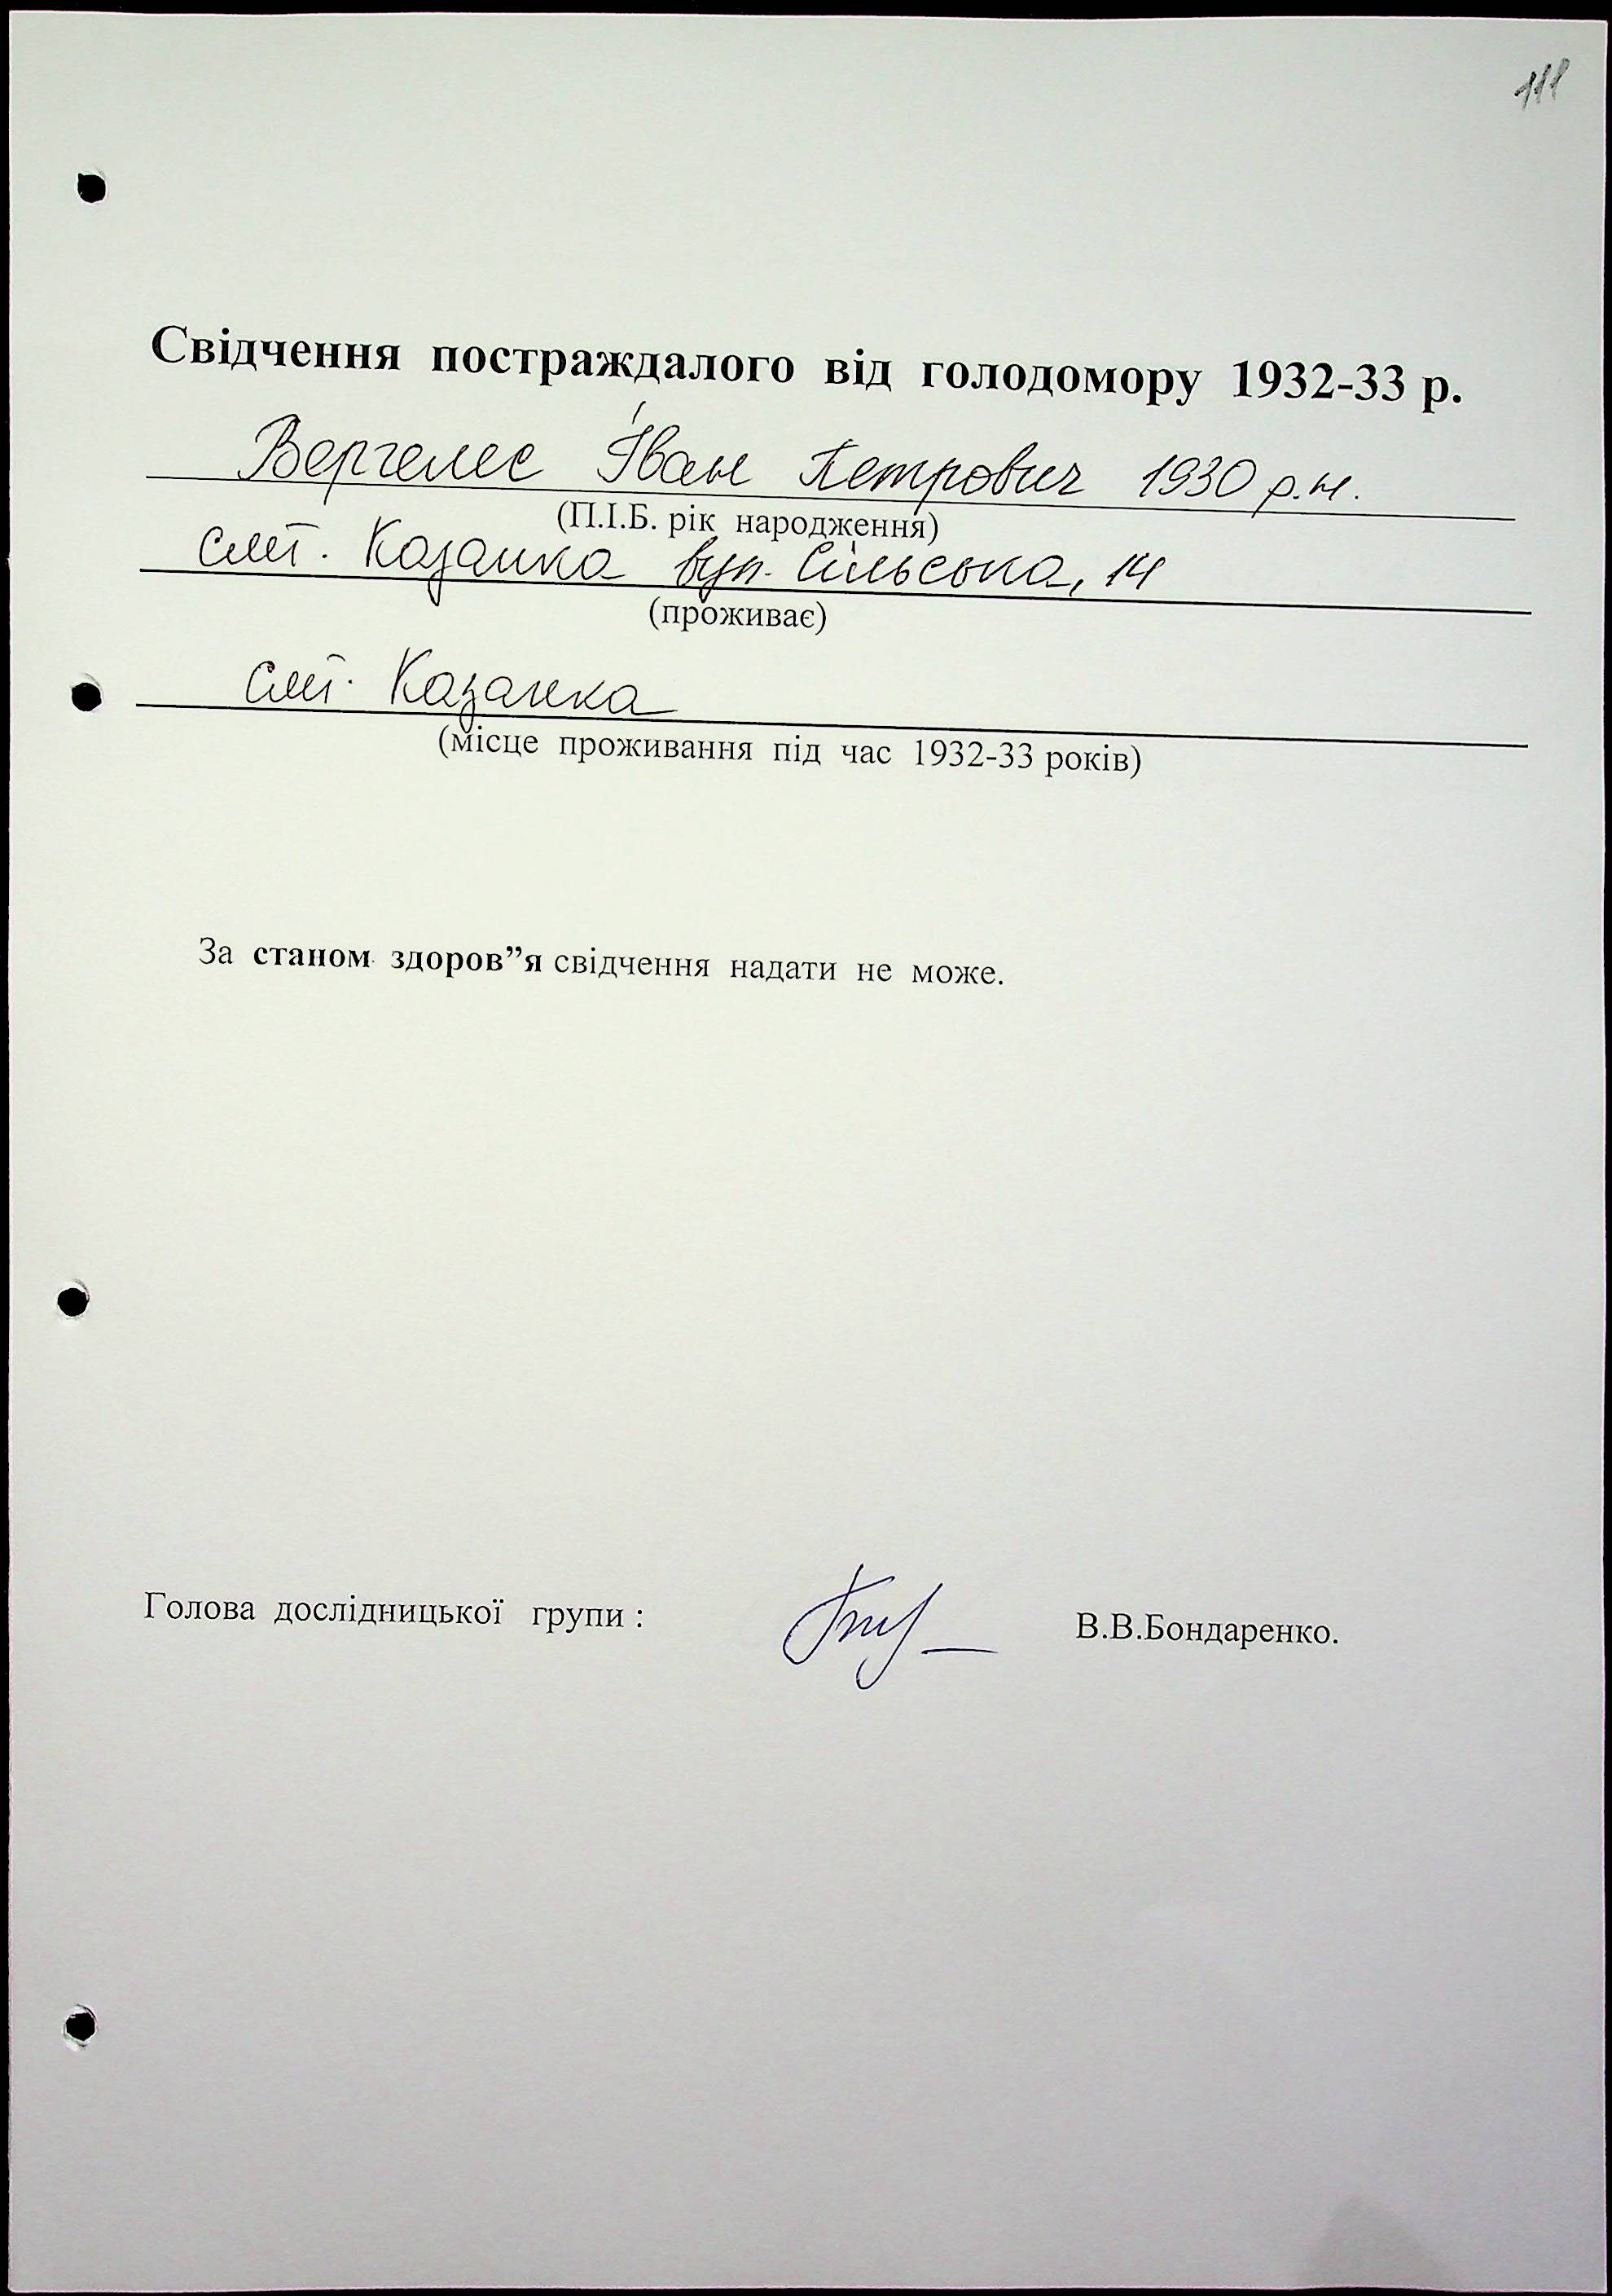 111
Свідчення постраждалого від голодомору 1932-33 р.
Вергелес Іван Петрович 1930 р.н.
(П.І.Б. рік народження)
смт. Казанка вул. Сільська, 14
(проживає)
смт. Казанка
(місце проживання під час 1932-33 років)
За станом здоров”я свідчення надати не може.
Голова дослідницької групи : В.В.Бондаренко.